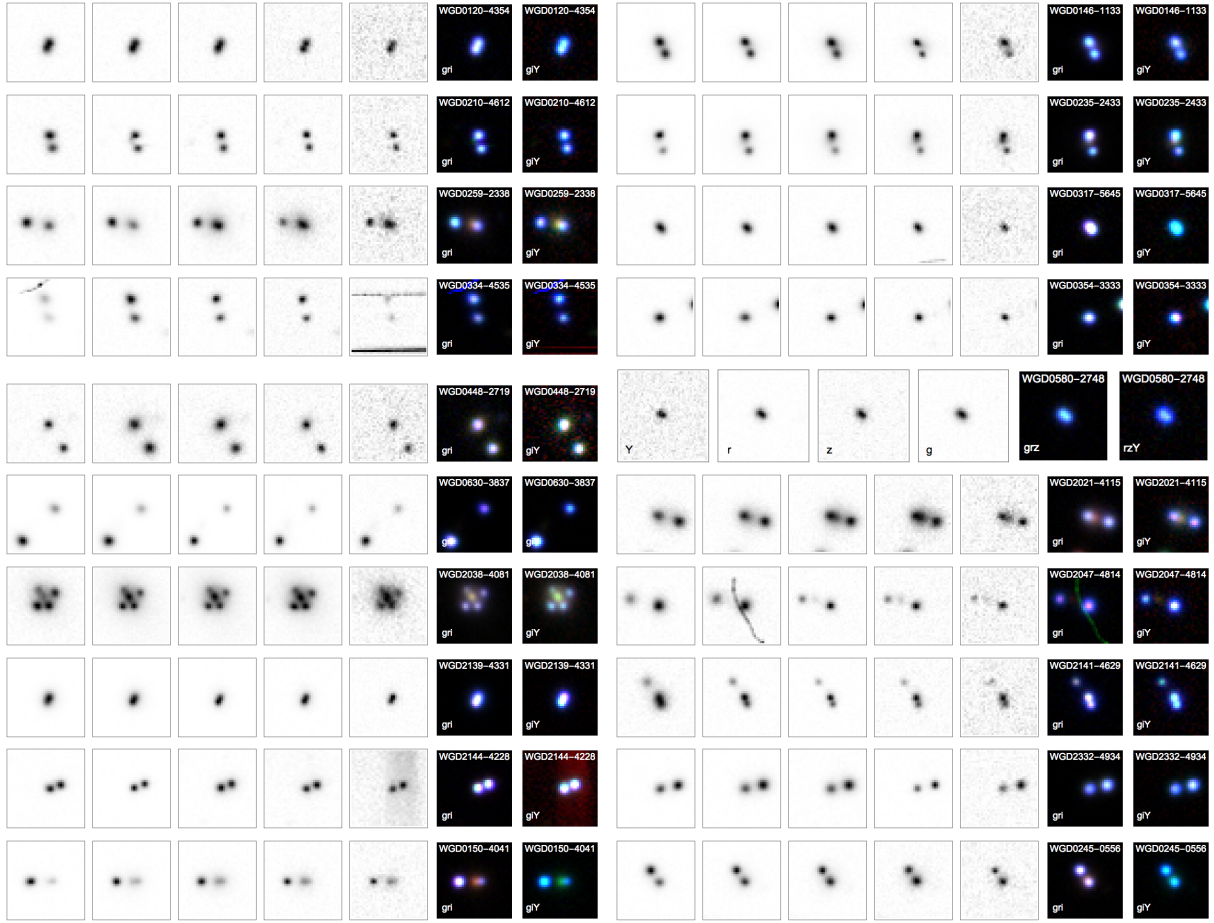 WGD0120-4354 WGD0120-4354 WGD0146-1133 WGD0146-1133
gri giY gri giY
WGD0210-4612 WGD0210-4612 WGD0235-2433 WGD0235-2433
gri giY gri giY
WGD0259-2338 WGD0259-2338 WGD0317-5645 WGD0317-5645
gri giY gri giY
WGD0334-4535 WGD0334-4535 WGD0354-3333 WGD0354-3333
gri giY gri giY
WGD0448-2719 WGD0448-2719 WGD0580-2748 WGD0580-2748
gri giY Y r z g grz rzY
WGD0630-3837 WGD0630-3837 WGD2021-4115 WGD2021-4115
gri giY gri giY
WGD2038-4081 WGD2038-4081 WGD2047-4814 WGD2047-4814
gri giY gri giY
WGD2139-4331 WGD2139-4331 WGD2141-4629 WGD2141-4629
gri giY gri giY
WGD2144-4228 WGD2144-4228 WGD2332-4934 WGD2332-4934
gri giY gri giY
WGD0150-4041 WGD0150-4041 WGD0245-0556 WGD0245-0556
gri giY gri giY